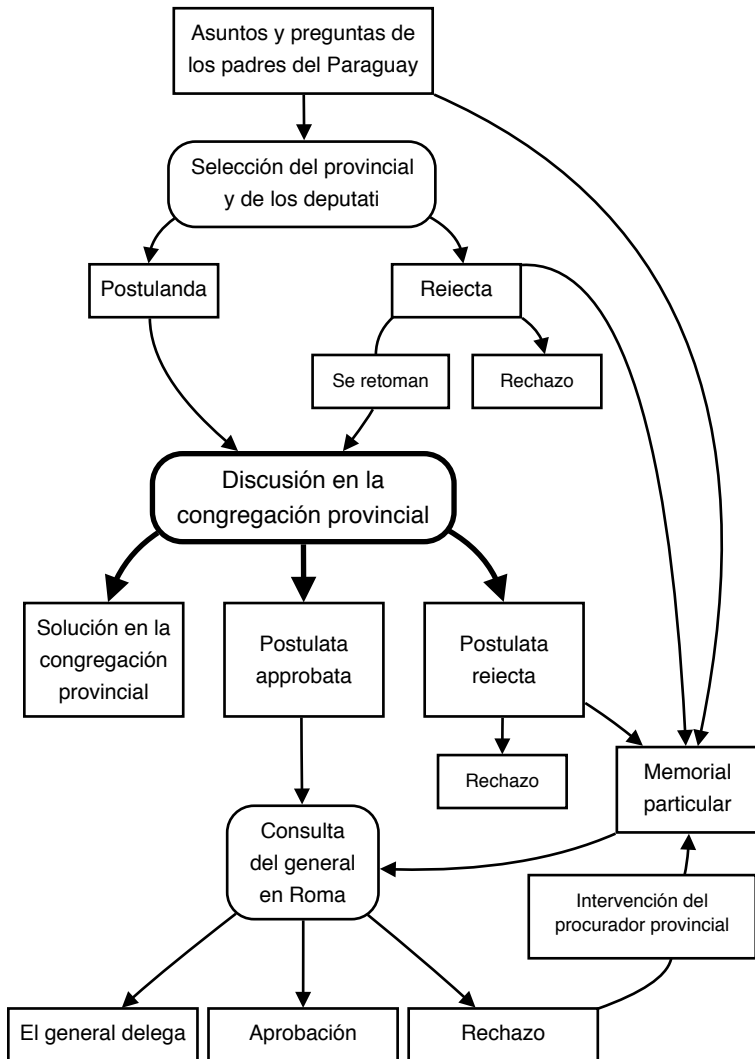 Asuntos y preguntas de
los padres del Paraguay
Selección del provincial
y de los deputati
Postulanda
Reiecta
Se retoman
Rechazo
Discusión en la
congregación provincial
Solución en la
congregación
provincial
Postulata
approbata
Postulata
reiecta
Rechazo
Memorial
particular
Consulta
del general
en Roma
Intervención del
procurador provincial
El general delega
Aprobación
Rechazo